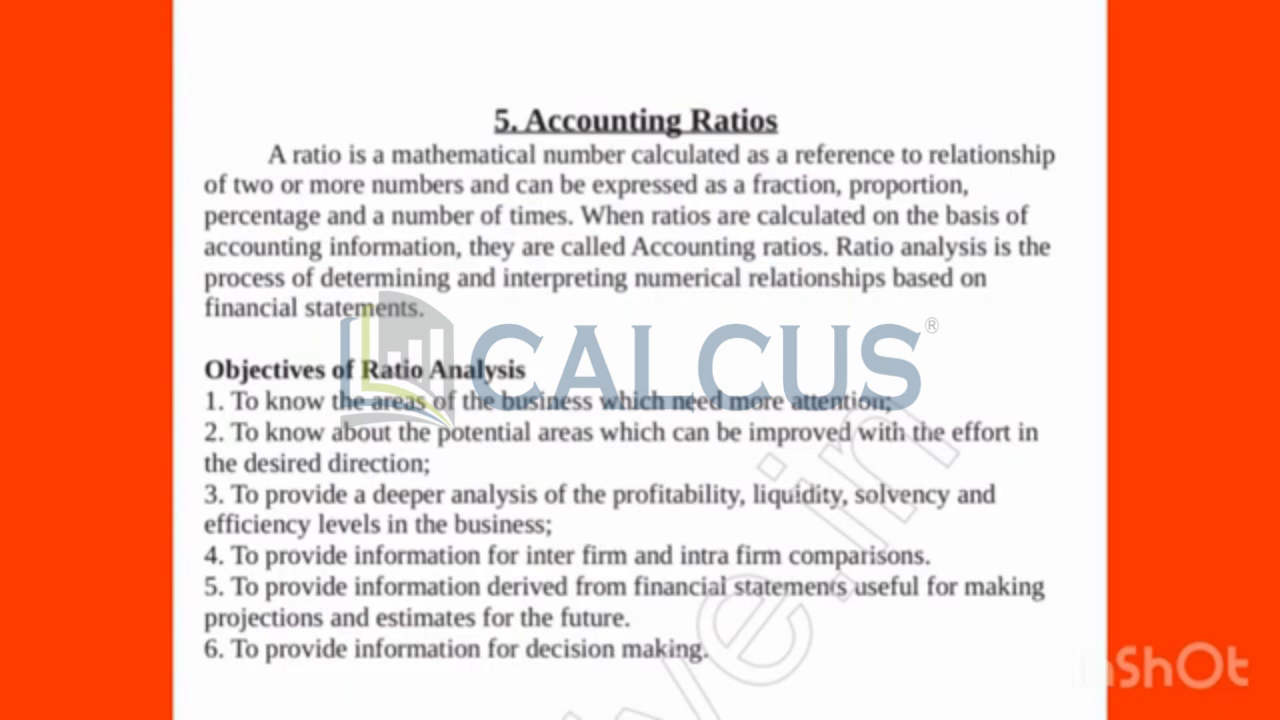 5. Accounting Ratios
A ratio is a mathematical number calculated as a reference to relationship
of two or more numbers and can be expressed as a fraction, proportion,
percentage and a number of times. When ratios are calculated on the basis of
accounting information, they are called Accounting ratios. Ratio analysis is the
process of determining and interpreting numerical relationships based on
financial statements.
CALCUS®
Objectives of Ratio Analysis
1. To know the areas of the business which need more attention;
2. To know about the potential areas which can be improved with the effort in
the desired direction;
3. To provide a deeper analysis of the profitability, liquidity, solvency and
efficiency levels in the business;
4. To provide information for inter firm and intra firm comparisons.
5. To provide information derived from financial statements useful for making
projections and estimates for the future.
6. To provide information for decision making.
InShOt